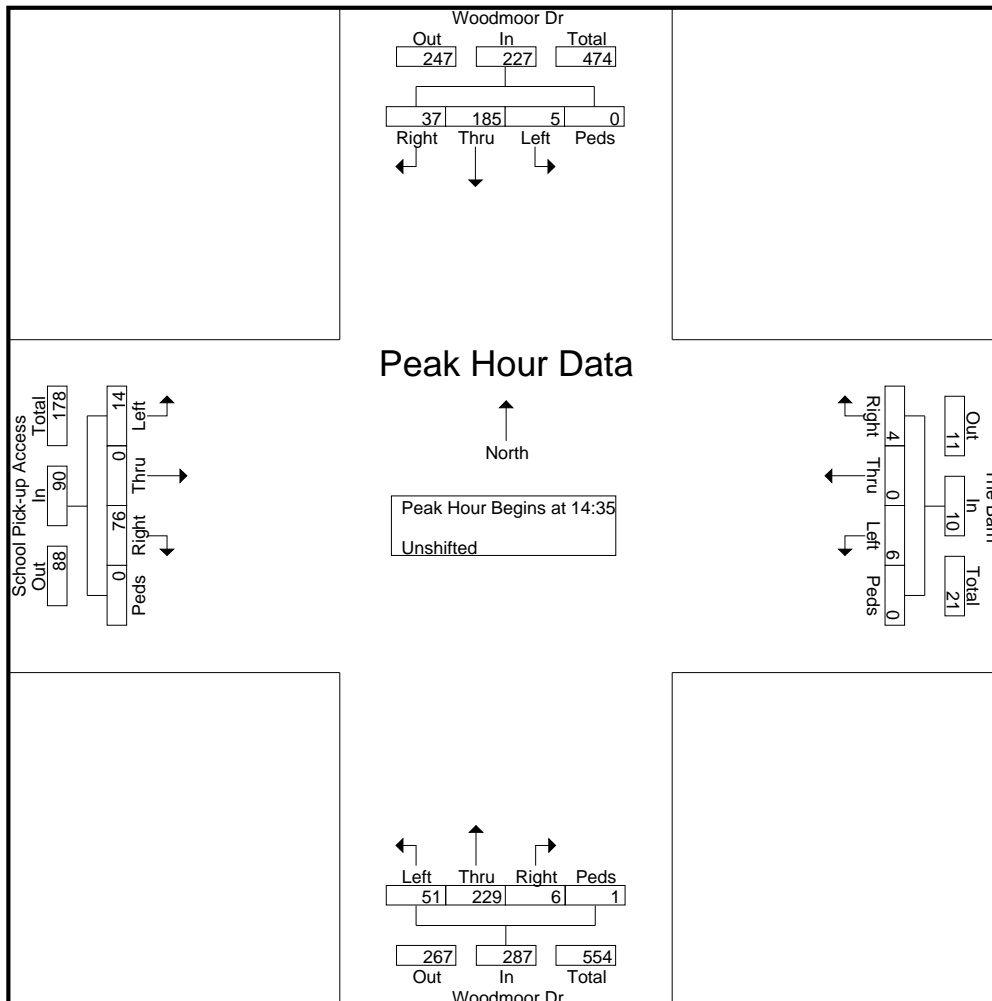 Woodmoor Dr
Out In Total
247 227 474
37 185 5 0
Right Thru Left Peds
Peak Hour Data
North
Peak Hour Begins at 14:35
Unshifted
School Pick-up Access
Total In Out
178 90 88
14 0 76 0
Left Thru Right Peds
Out In Total
11 10 21
4 0 6 0
Right Thru Left Peds
Left Thru Right Peds
51 229 6 1
267 287 554
Out In Total
Woodmoor Dr